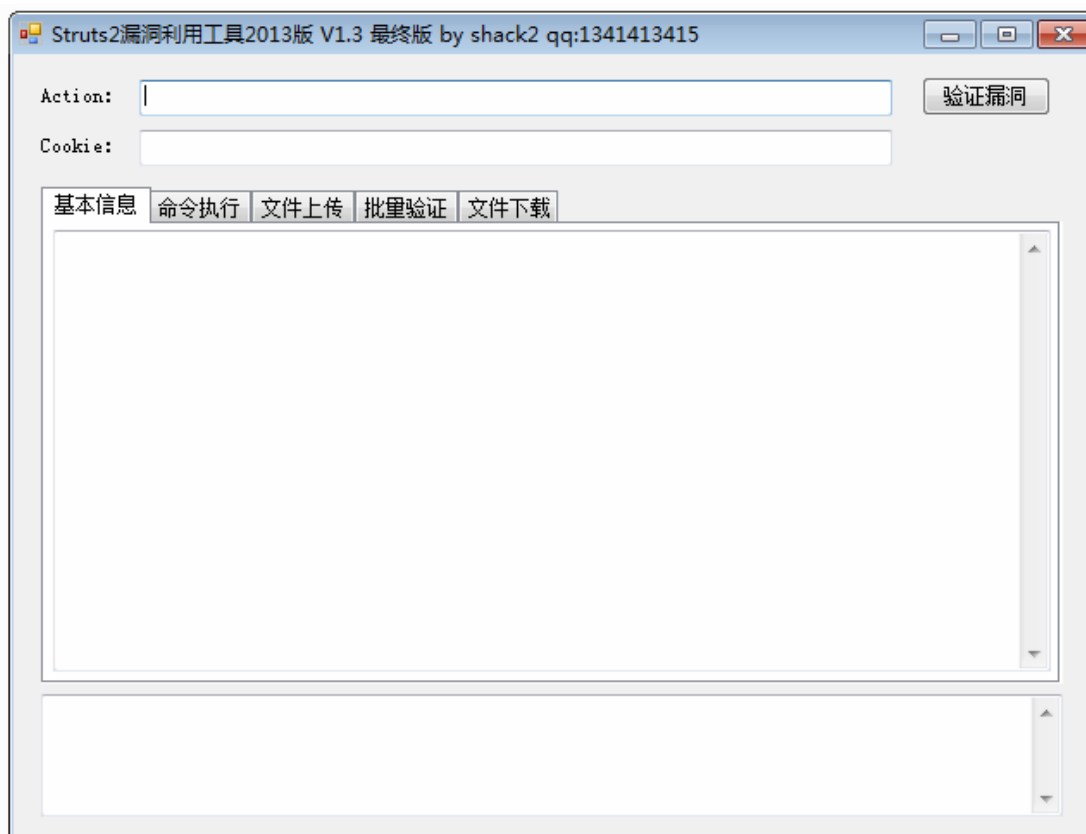 Struts2漏洞利用工具2013版 V1.3 最终版 by shack2 qq:1341413415
Action: 验证漏洞
Cookie:
基本信息 命令执行 文件上传 批量验证 文件下载